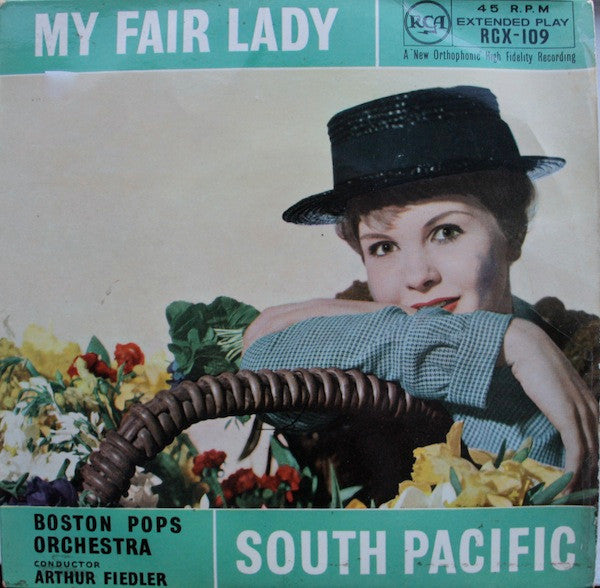 MY FAIR LADY
RCA
45 R.P.M
EXTENDED PLAY
RCX-109
A "New Orthophonic" High Fidelity Recording
BOSTON POPS
ORCHESTRA
CONDUCTOR
ARTHUR FIEDLER
SOUTH PACIFIC